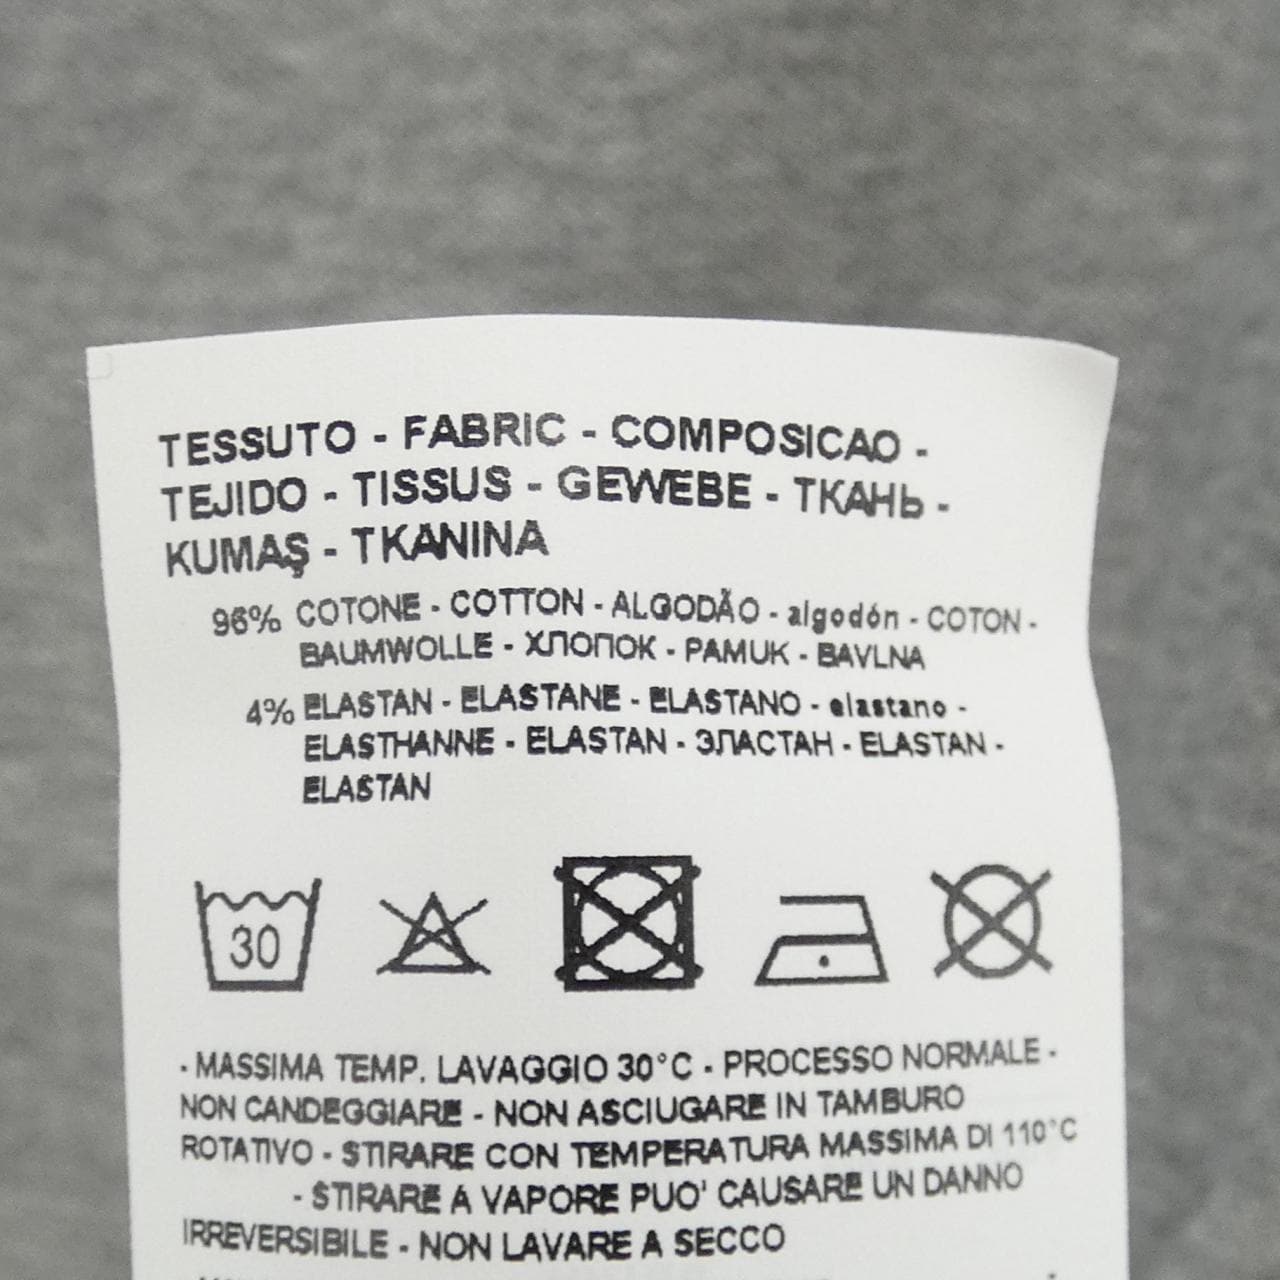 TESSUTO - FABRIC - COMPOSICAO -
TEJIDO - TISSUS - GEWEBE - ТКАНЬ -
KUMAŞ - TKANINA
96% COTONE - COTTON - ALGODÃO - algodón - COTON -
BAUMWOLLE - ХЛОПОК - PAMUK - BAVLNA
4% ELASTAN - ELASTANE - ELASTANO - elastano -
ELASTHANNE - ELASTAN - ЭЛАСТАН - ELASTAN -
ELASTAN
30
- MASSIMA TEMP. LAVAGGIO 30°C - PROCESSO NORMALE -
NON CANDEGGIARE - NON ASCIUGARE IN TAMBURO
ROTATIVO - STIRARE CON TEMPERATURA MASSIMA DI 110°C
- STIRARE A VAPORE PUO' CAUSARE UN DANNO
IRREVERSIBILE - NON LAVARE A SECCO